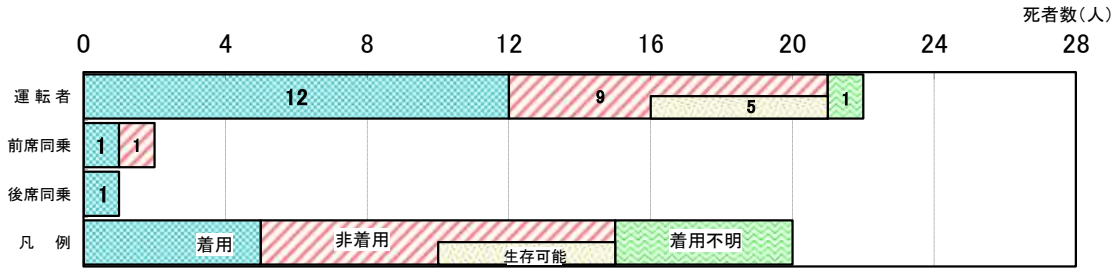 死者数(人)
0 4 8 12 16 20 24 28
運転者 12 9 5 1
前席同乗 1 1
後席同乗 1
凡例 着用 非着用 生存可能 着用不明